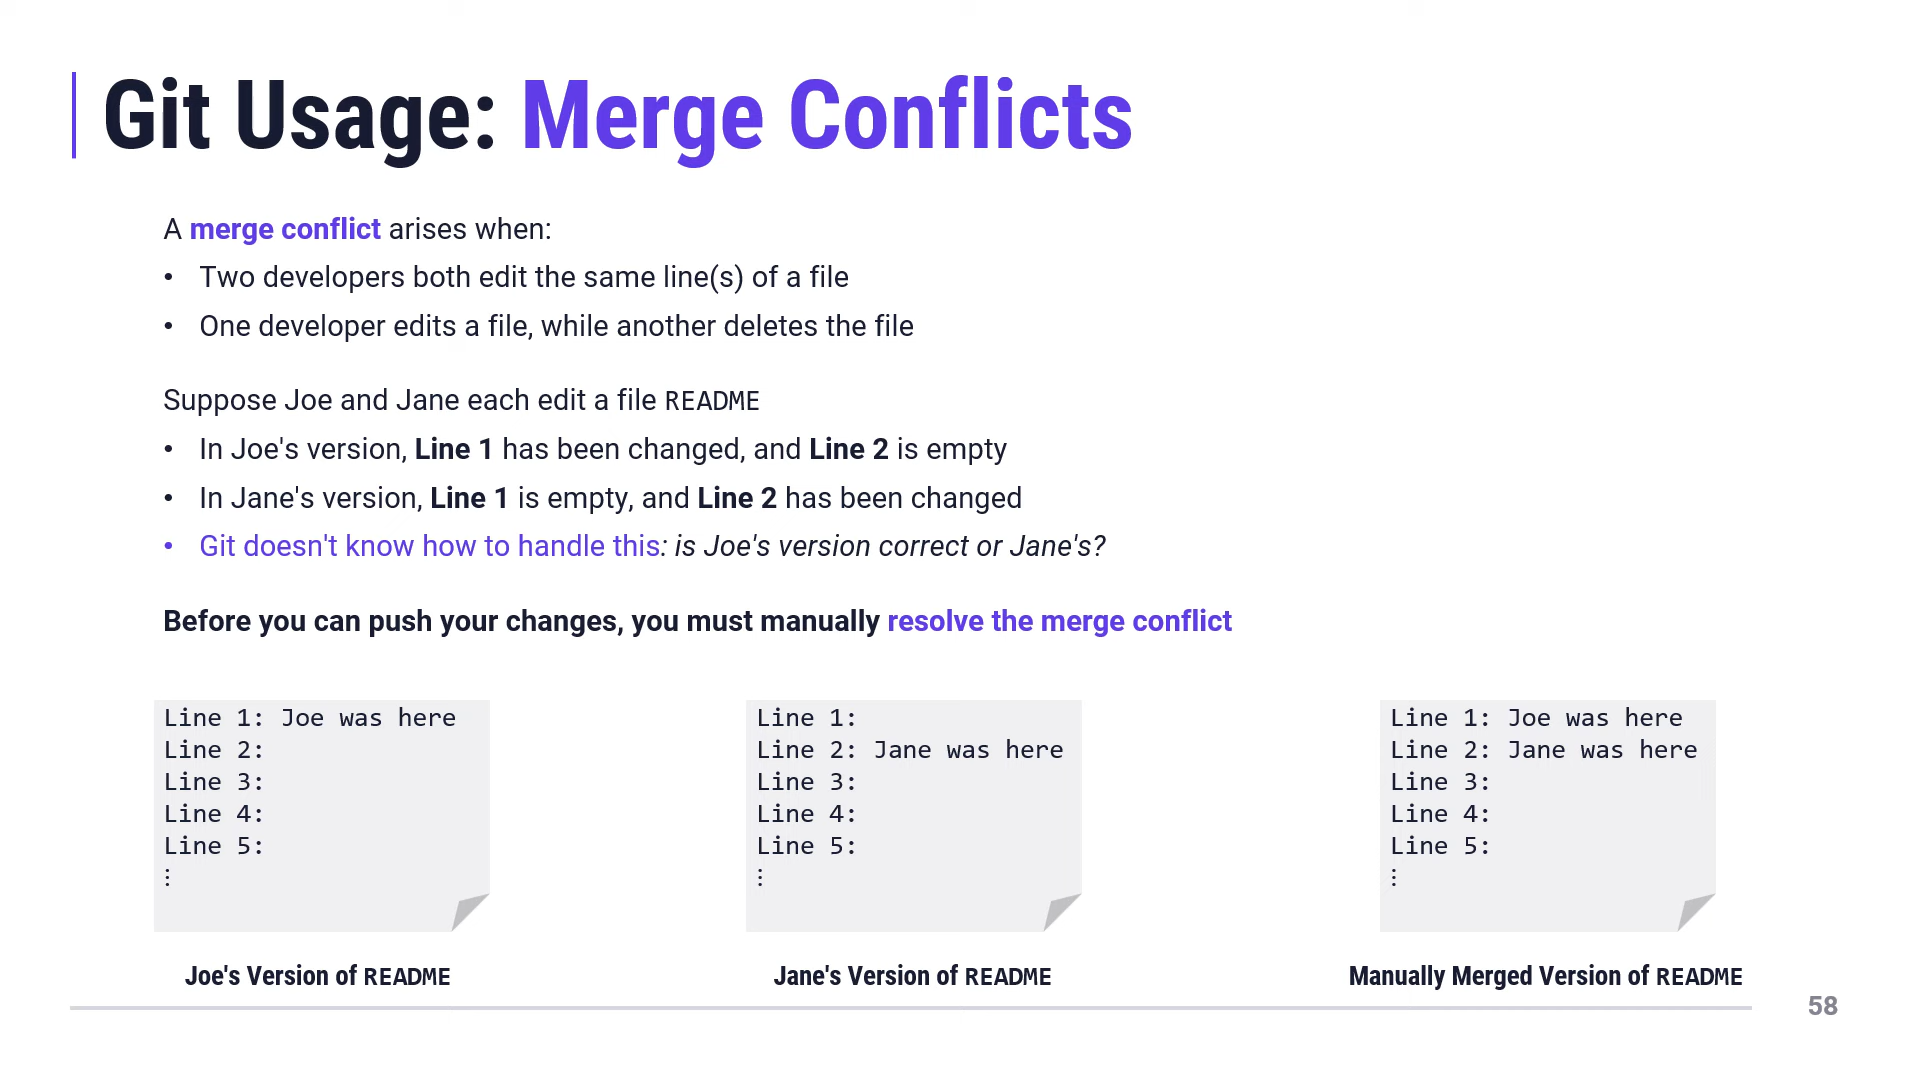 Git Usage: Merge Conflicts
A merge conflict arises when:
• Two developers both edit the same line(s) of a file
• One developer edits a file, while another deletes the file
Suppose Joe and Jane each edit a file README
• In Joe's version, Line 1 has been changed, and Line 2 is empty
• In Jane's version, Line 1 is empty, and Line 2 has been changed
• Git doesn't know how to handle this: is Joe's version correct or Jane's?
Before you can push your changes, you must manually resolve the merge conflict
Line 1: Joe was here
Line 2:
Line 3:
Line 4:
Line 5:
⋮
Joe's Version of README
Line 1:
Line 2: Jane was here
Line 3:
Line 4:
Line 5:
⋮
Jane's Version of README
Line 1: Joe was here
Line 2: Jane was here
Line 3:
Line 4:
Line 5:
⋮
Manually Merged Version of README
58